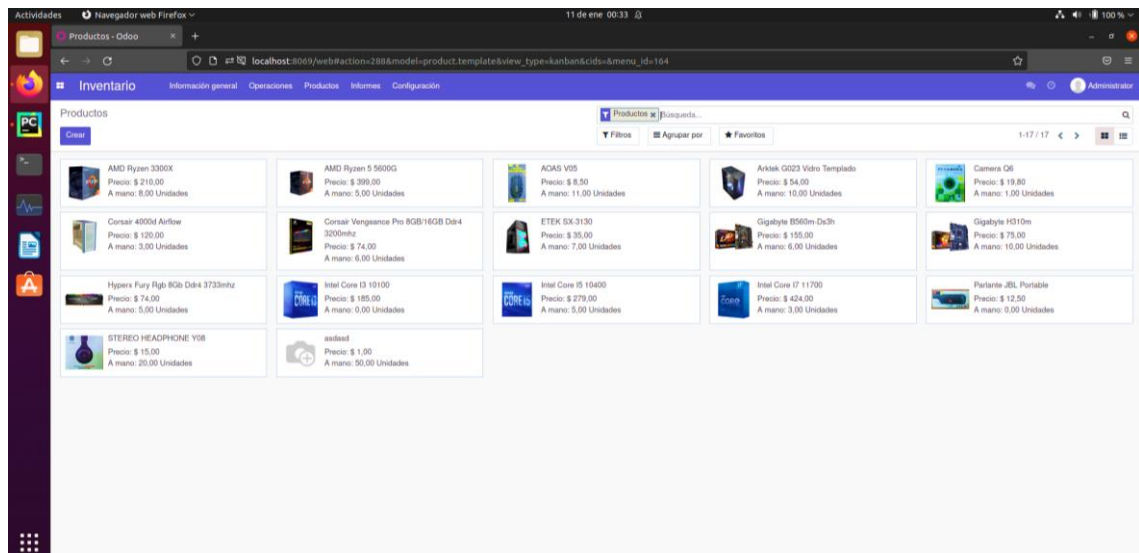 Actividades
Navegador web Firefox
11 de ene 00:33
100 %
Productos - Odoo
localhost:8069/web#action=288&model=product.template&view_type=kanban&cids=&menu_id=164
Inventario
Información general
Operaciones
Productos
Informes
Configuración
Administrator
Productos
Productos
Búsqueda...
Crear
Filtros
Agrupar por
Favoritos
1-17 / 17
AMD Ryzen 3300X
Precio: $ 210,00
A mano: 8,00 Unidades
AMD Ryzen 5 5600G
Precio: $ 399,00
A mano: 5,00 Unidades
AOAS V05
Precio: $ 8,50
A mano: 11,00 Unidades
Arktek G023 Vidro Templado
Precio: $ 54,00
A mano: 10,00 Unidades
Camera Q6
Precio: $ 19,80
A mano: 1,00 Unidades
Corsair 4000d Airflow
Precio: $ 120,00
A mano: 3,00 Unidades
Corsair Vengeance Pro 8GB/16GB Ddr4
3200mhz
Precio: $ 74,00
A mano: 6,00 Unidades
ETEK SX-3130
Precio: $ 35,00
A mano: 7,00 Unidades
Gigabyte B560m-Ds3h
Precio: $ 155,00
A mano: 6,00 Unidades
Gigabyte H310m
Precio: $ 75,00
A mano: 10,00 Unidades
Hyperx Fury Rgb 8Gb Ddr4 3733mhz
Precio: $ 74,00
A mano: 5,00 Unidades
CORE i3
Intel Core I3 10100
Precio: $ 185,00
A mano: 0,00 Unidades
CORE i5
Intel Core I5 10400
Precio: $ 279,00
A mano: 5,00 Unidades
CORE
Intel Core I7 11700
Precio: $ 424,00
A mano: 3,00 Unidades
Parlante JBL Portable
Precio: $ 12,50
A mano: 0,00 Unidades
STEREO HEADPHONE Y08
Precio: $ 15,00
A mano: 20,00 Unidades
asdasd
Precio: $ 1,00
A mano: 50,00 Unidades